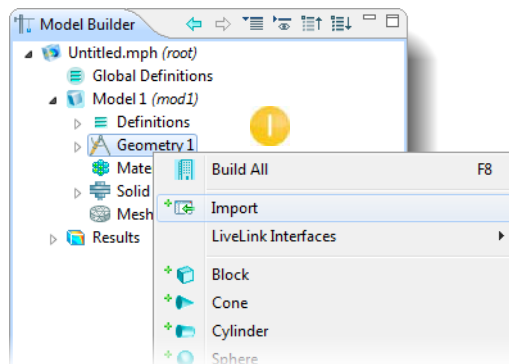 Model Builder
Untitled.mph (root)
Global Definitions
Model 1 (mod1)
Definitions
Geometry 1
Mate
Solid
Mesh
Results
Build All F8
Import
LiveLink Interfaces
Block
Cone
Cylinder
Sphere